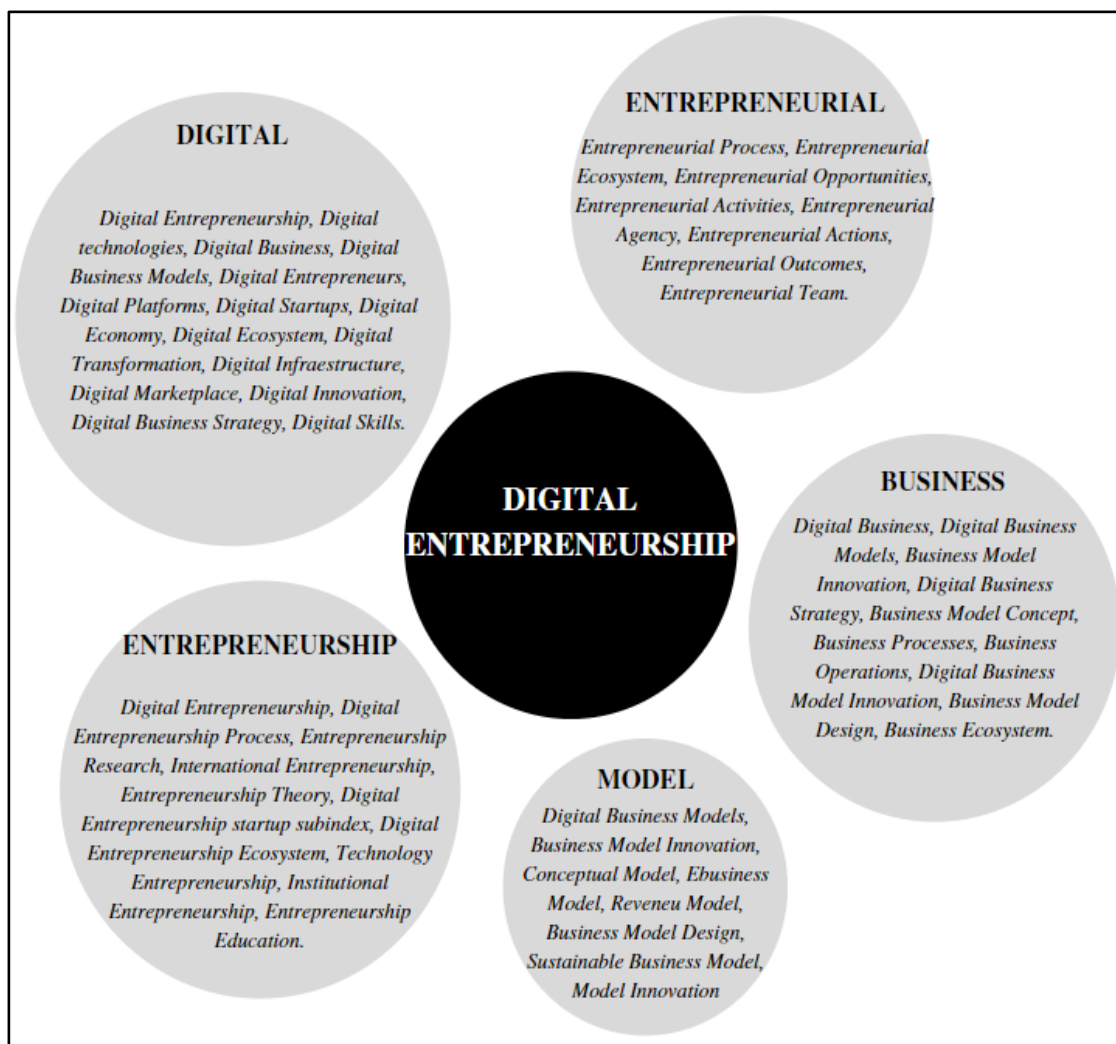 DIGITAL
Digital Entrepreneurship, Digital
technologies, Digital Business, Digital
Business Models, Digital Entrepreneurs,
Digital Platforms, Digital Startups, Digital
Economy, Digital Ecosystem, Digital
Transformation, Digital Infraestructure,
Digital Marketplace, Digital Innovation,
Digital Business Strategy, Digital Skills.
ENTREPRENEURIAL
Entrepreneurial Process, Entrepreneurial
Ecosystem, Entrepreneurial Opportunities,
Entrepreneurial Activities, Entrepreneurial
Agency, Entrepreneurial Actions,
Entrepreneurial Outcomes,
Entrepreneurial Team.
DIGITAL
ENTREPRENEURSHIP
BUSINESS
Digital Business, Digital Business
Models, Business Model
Innovation, Digital Business
Strategy, Business Model Concept,
Business Processes, Business
Operations, Digital Business
Model Innovation, Business Model
Design, Business Ecosystem.
ENTREPRENEURSHIP
Digital Entrepreneurship, Digital
Entrepreneurship Process, Entrepreneurship
Research, International Entrepreneurship,
Entrepreneurship Theory, Digital
Entrepreneurship startup subindex, Digital
Entrepreneurship Ecosystem, Technology
Entrepreneurship, Institutional
Entrepreneurship, Entrepreneurship
Education.
MODEL
Digital Business Models,
Business Model Innovation,
Conceptual Model, Ebusiness
Model, Reveneu Model,
Business Model Design,
Sustainable Business Model,
Model Innovation